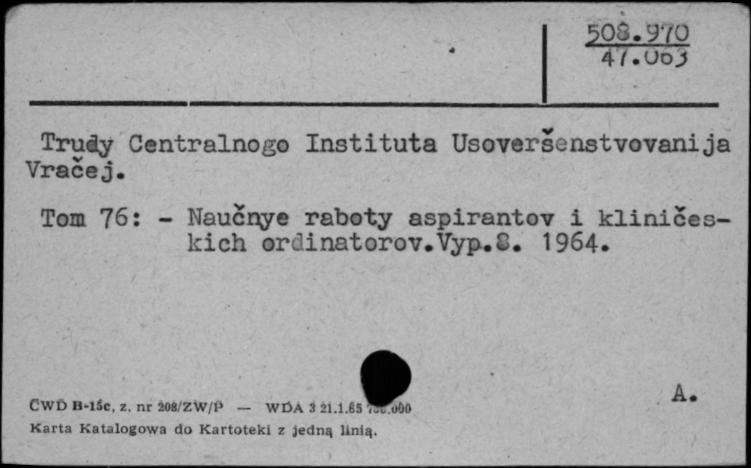 508.970
47.063
Trudy Centralnogo Instituta Usoveršenstvovanija
Vračej.
Tom 76: - Naučnye raboty aspirantov i kliničes-
kich ordinatorov.Vyp.8. 1964.
A.
CWD B-15c, z. nr 208/ZW/P — WDA 3 21.1.65
Karta Katalogowa do Kartoteki z jedną linią.